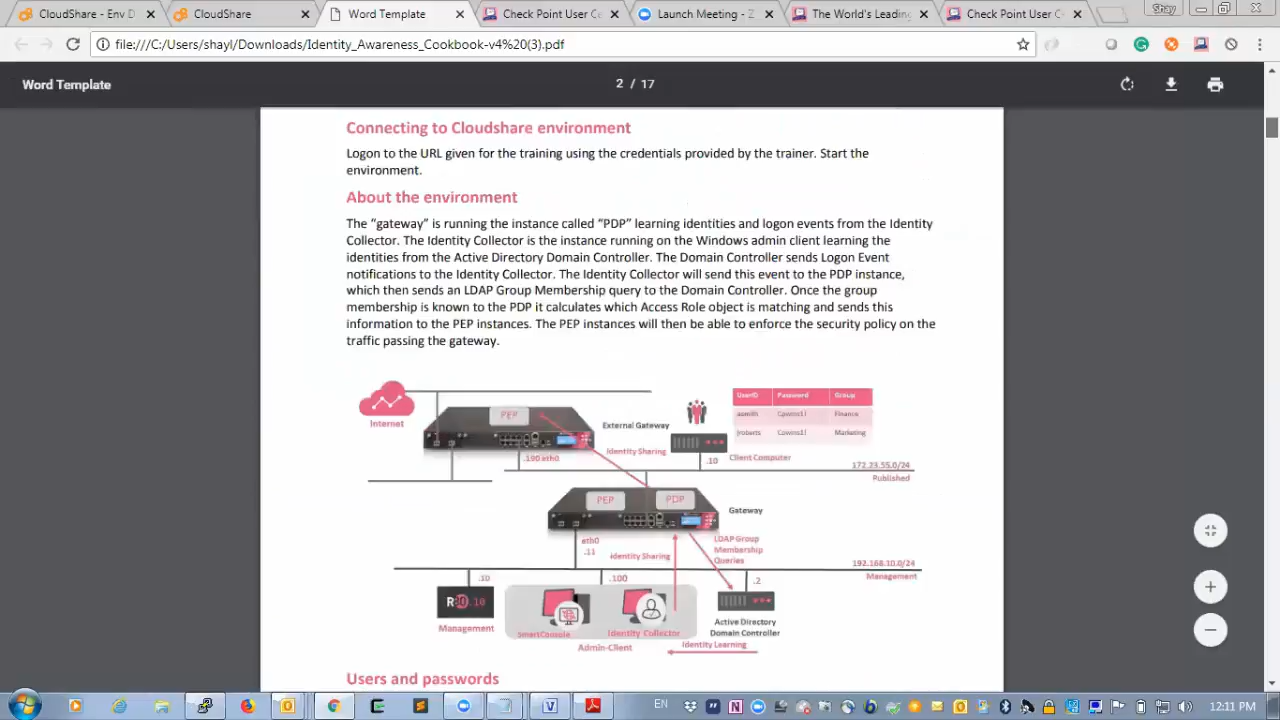 CloudShare - Env D
CloudShare
Word Template
Check Point User Ce
Launch Meeting - Z
The World's Leading
Check Point User C
Shay
file:///C:/Users/shayl/Downloads/Identity_Awareness_Cookbook-v4%20(3).pdf
Word Template
2 / 17
Connecting to Cloudshare environment
Logon to the URL given for the training using the credentials provided by the trainer. Start the
environment.
About the environment
The “gateway” is running the instance called “PDP” learning identities and logon events from the Identity
Collector. The Identity Collector is the instance running on the Windows admin client learning the
identities from the Active Directory Domain Controller. The Domain Controller sends Logon Event
notifications to the Identity Collector. The Identity Collector will send this event to the PDP instance,
which then sends an LDAP Group Membership query to the Domain Controller. Once the group
membership is known to the PDP it calculates which Access Role object is matching and sends this
information to the PEP instances. The PEP instances will then be able to enforce the security policy on the
traffic passing the gateway.
Internet
PEP
External Gateway
UserID Password Group
asmith Cpwins1! Finance
jroberts Cpwins1! Marketing
Identity Sharing
.190 eth0
.10
Client Computer
172.23.55.0/24
Published
PEP
PDP
Gateway
eth0
.11
Identity Sharing
LDAP Group
Membership
Queries
192.168.10.0/24
Management
.10
.100
.2
R80.10
Management
SmartConsole
Identity Collector
Admin-Client
Active Directory
Domain Controller
Identity Learning
Users and passwords
EN
12:11 PM